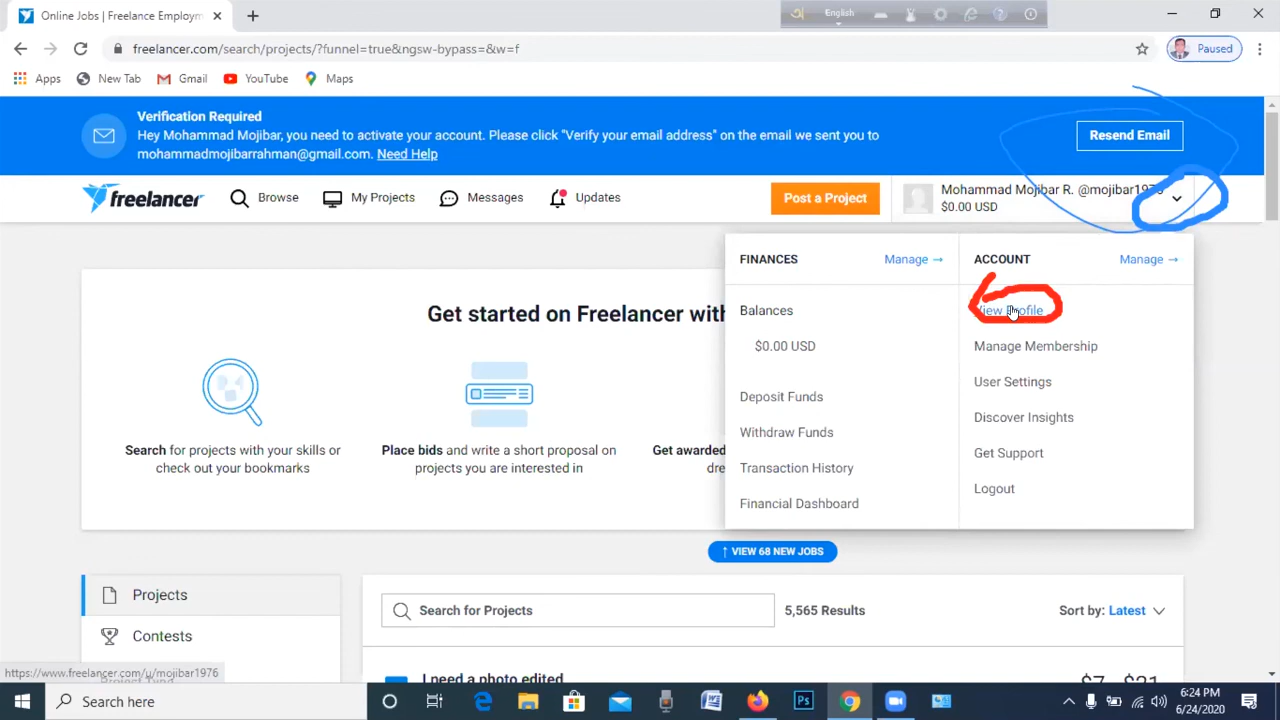 Online Jobs | Freelance Employm
English
freelancer.com/search/projects/?funnel=true&ngsw-bypass=&w=f
Paused
Apps
New Tab
Gmail
YouTube
Maps
Verification Required
Hey Mohammad Mojibar, you need to activate your account. Please click "Verify your email address" on the email we sent you to
mohammadmojibarrahman@gmail.com. Need Help
Resend Email
freelancer
Browse
My Projects
Messages
Updates
Post a Project
Mohammad Mojibar R. @mojibar1976
$0.00 USD
FINANCES
Manage →
ACCOUNT
Manage →
Get started on Freelancer with
Balances
View Profile
$0.00 USD
Manage Membership
User Settings
Deposit Funds
Discover Insights
Withdraw Funds
Get Support
Transaction History
Logout
Financial Dashboard
Search for projects with your skills or
check out your bookmarks
Place bids and write a short proposal on
projects you are interested in
Get awarded
dre
↑ VIEW 68 NEW JOBS
Projects
Contests
Search for Projects
5,565 Results
Sort by: Latest
I need a photo edited
$7 - $21
https://www.freelancer.com/u/mojibar1976
Search here
6:24 PM
6/24/2020